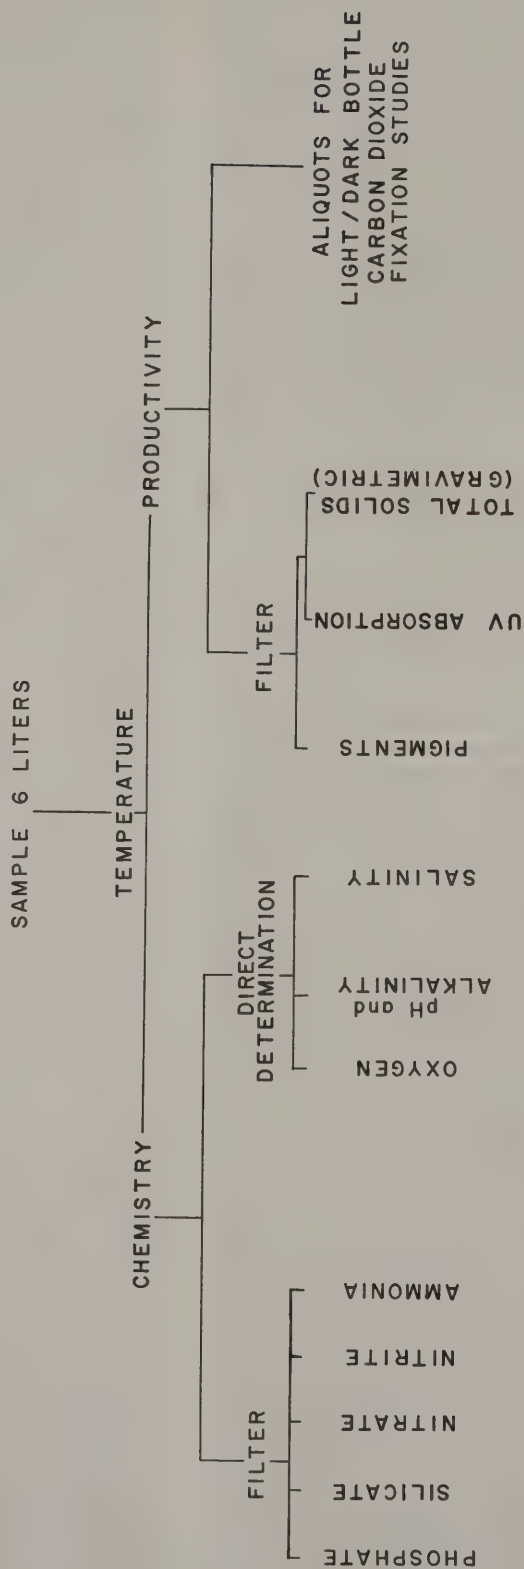 SAMPLE 6 LITERS
TEMPERATURE
CHEMISTRY
PRODUCTIVITY
FILTER
DIRECT
DETERMINATION
FILTER
ALIQUOTS FOR
LIGHT/DARK BOTTLE
CARBON DIOXIDE
FIXATION STUDIES
PHOSPHATE
SILICATE
NITRATE
NITRITE
AMMONIA
OXYGEN
pH and
ALKALINITY
SALINITY
PIGMENTS
UV ABSORPTION
TOTAL SOLIDS
(GRAVIMETRIC)